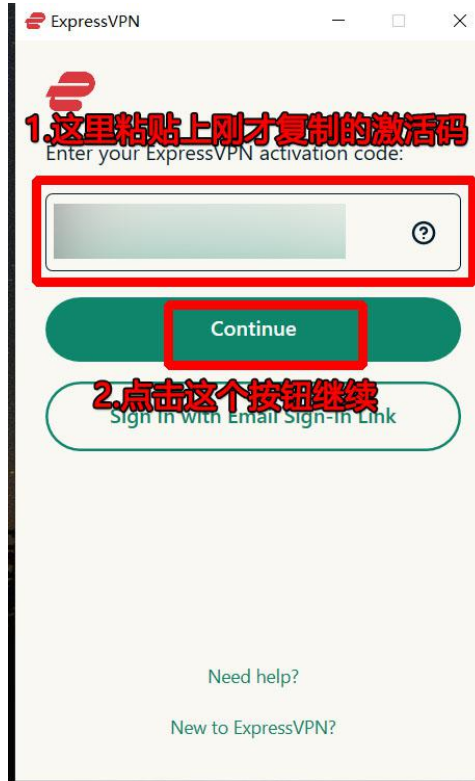 ExpressVPN
1.这里粘贴上刚才复制的激活码
Enter your ExpressVPN activation code:
Continue
2.点击这个按钮继续
Sign In with Email Sign-In Link
Need help?
New to ExpressVPN?